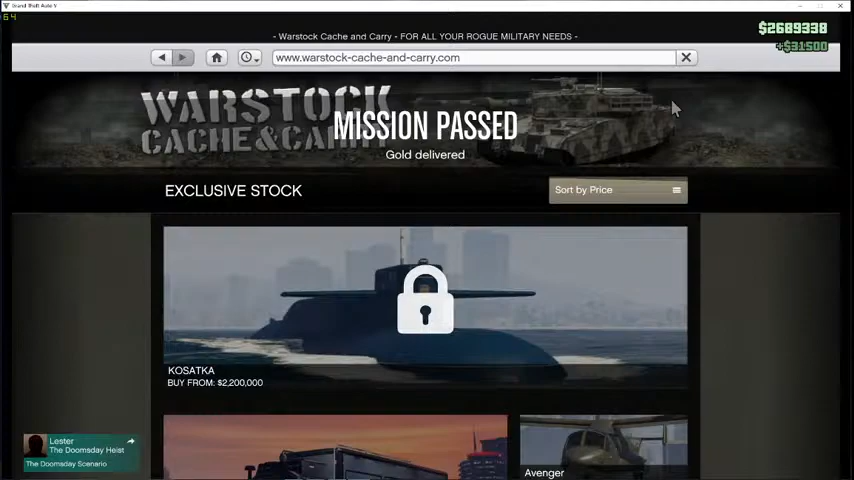 Grand Theft Auto V
64
- Warstock Cache and Carry - FOR ALL YOUR ROGUE MILITARY NEEDS -
$2689338
+$31500
www.warstock-cache-and-carry.com
WARSTOCK
CACHE&CARRY
MISSION PASSED
Gold delivered
EXCLUSIVE STOCK
Sort by Price
KOSATKA
BUY FROM: $2,200,000
Lester
The Doomsday Heist
The Doomsday Scenario
Avenger